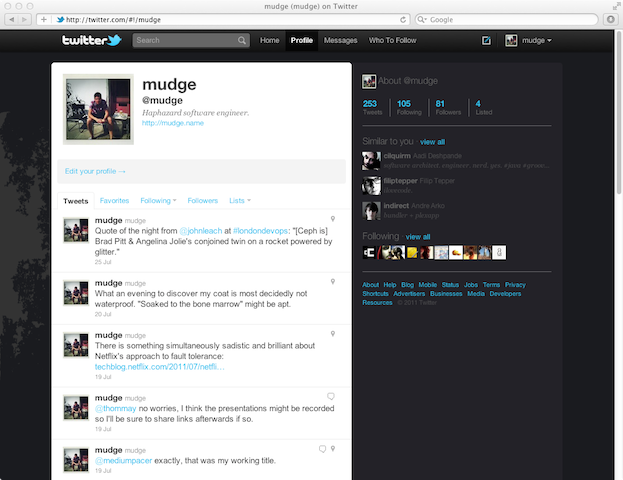 mudge (mudge) on Twitter
http://twitter.com/#!/mudge
Google
twitter
Search
Home
Profile
Messages
Who To Follow
mudge
mudge
@mudge
Haphazard software engineer.
http://mudge.name
Edit your profile →
Tweets
Favorites
Following
Followers
Lists
mudge mudge
Quote of the night from @johnleach at #londondevops: "[Ceph is]
Brad Pitt & Angelina Jolie's conjoined twin on a rocket powered by
glitter."
25 Jul
mudge mudge
What an evening to discover my coat is most decidedly not
waterproof. "Soaked to the bone marrow" might be apt.
20 Jul
mudge mudge
There is something simultaneously sadistic and brilliant about
Netflix's approach to fault tolerance:
techblog.netflix.com/2011/07/netfli…
19 Jul
mudge mudge
@thommay no worries, I think the presentations might be recorded
so I'll be sure to share links afterwards if so.
19 Jul
mudge mudge
@mediumpacer exactly, that was my working title.
19 Jul
About @mudge
253
Tweets
105
Following
81
Followers
4
Listed
Similar to you · view all
cilquirm Aadi Deshpande
software architect. engineer. nerd. geo.
filiptepper Filip Tepper
indirect André Arko
Following · view all
About Help Blog Mobile Status Jobs Terms Privacy
Shortcuts Advertisers Businesses Media Developers
Resources © 2011 Twitter